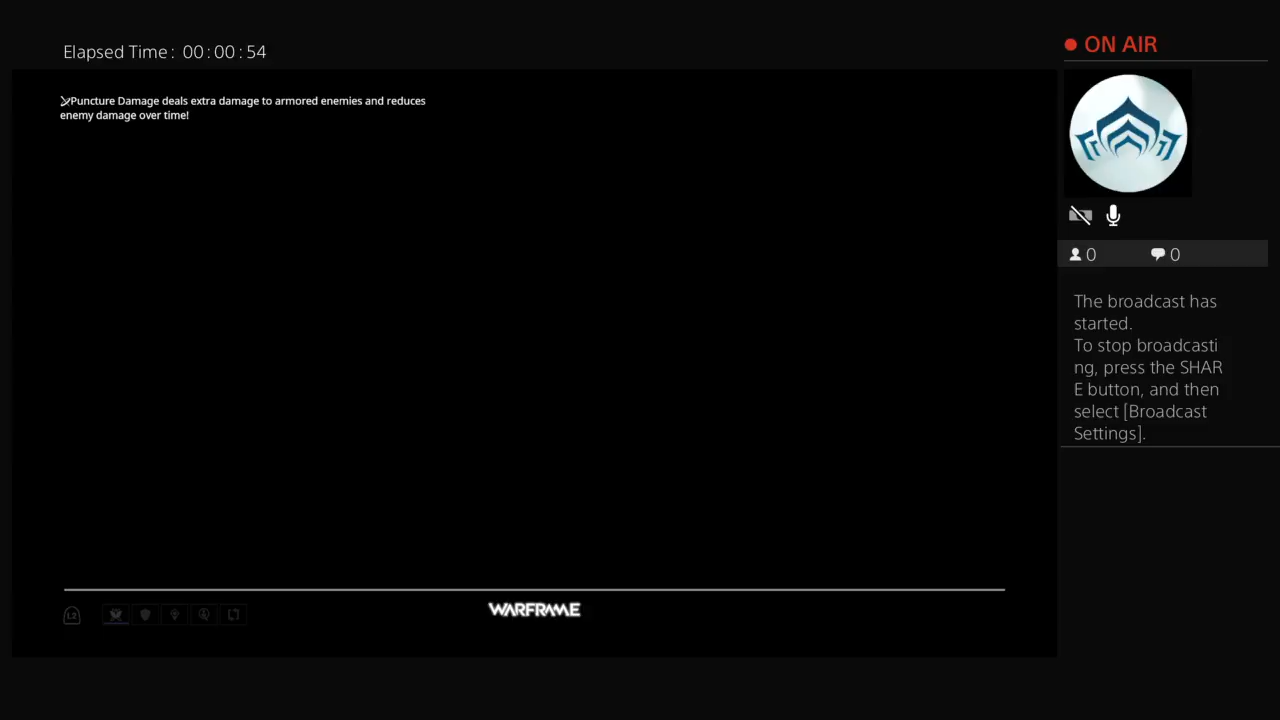 Elapsed Time: 00:00:54
ON AIR
Puncture Damage deals extra damage to armored enemies and reduces
enemy damage over time!
0 0
The broadcast has
started.
To stop broadcasti
ng, press the SHAR
E button, and then
select [Broadcast
Settings].
L2
WARFRAME